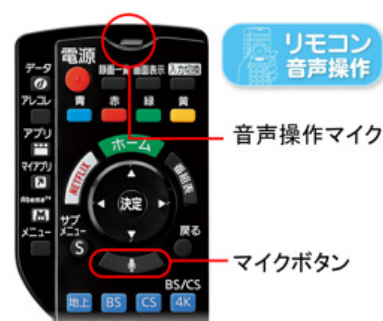 リモコン
音声操作
電源
データ
d
静画一覧
画面表示
入力切換
アレコレ
青
赤
緑
黄
音声操作マイク
アプリ
ホーム
マイアプリ
NETFLIX
番組表
AbemaTV
決定
サブ
メニュー
メニュー
S
戻る
マイクボタン
BS/CS
地上
BS
CS
4K